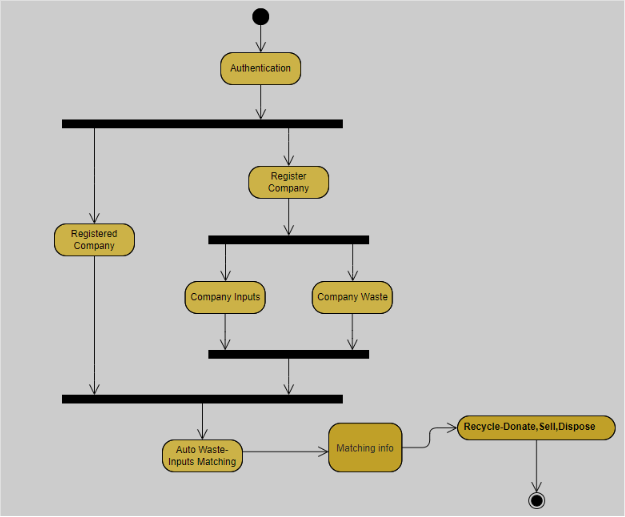 Authentication
Register
Company
Registered
Company
Company Inputs
Company Waste
Auto Waste-
Inputs Matching
Matching info
Recycle-Donate,Sell,Dispose